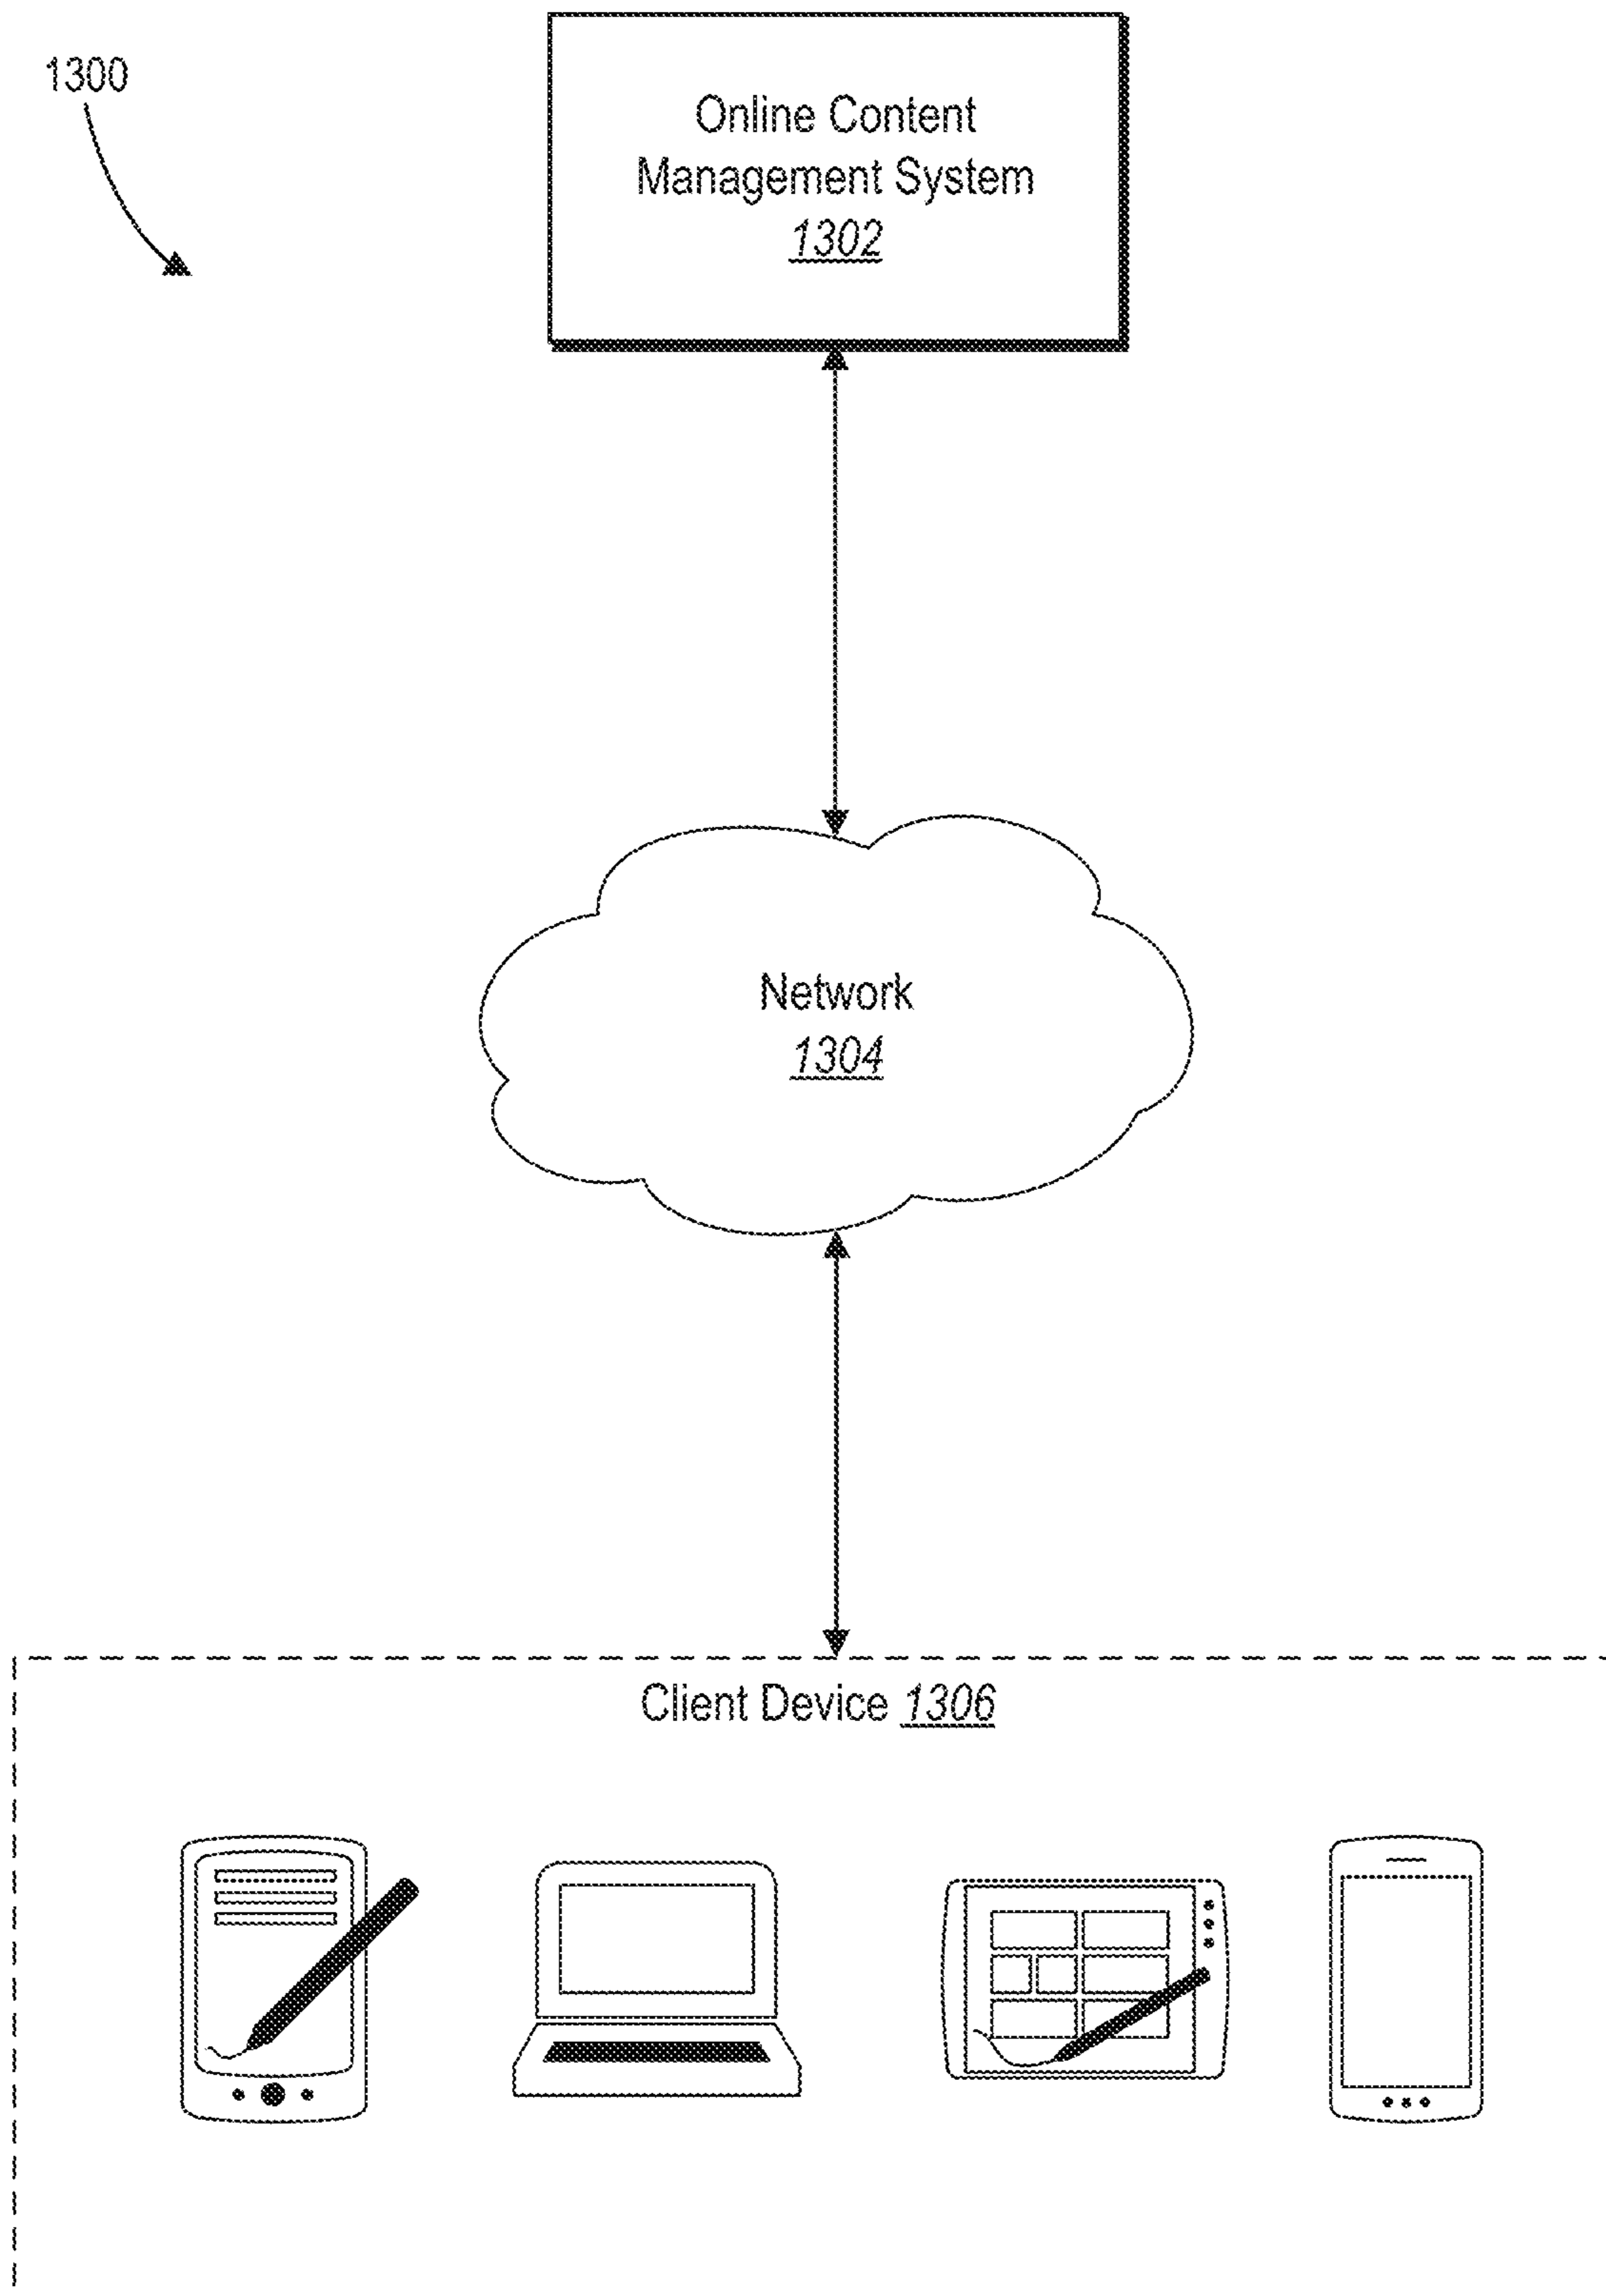 1300
Online Content
Management System
1302
Network
1304
Client Device 1306